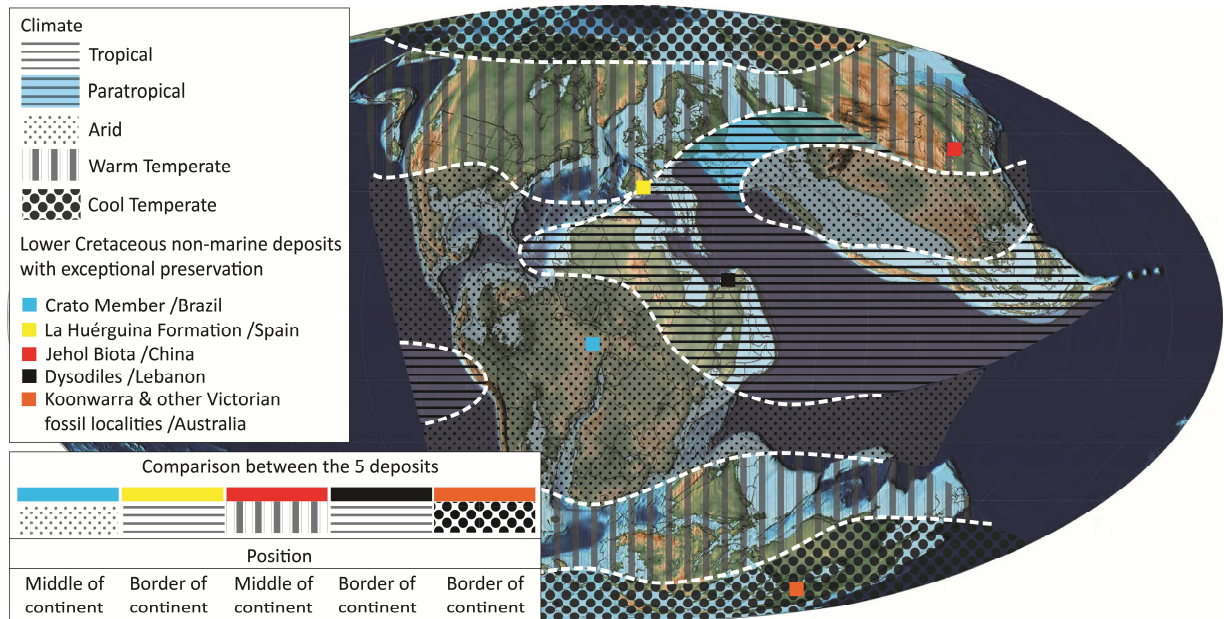 Climate
Tropical
Paratropical
Arid
Warm Temperate
Cool Temperate
Lower Cretaceous non-marine deposits
with exceptional preservation
Crato Member /Brazil
La Huérguina Formation /Spain
Jehol Biota /China
Dysodiles /Lebanon
Koonwarra & other Victorian
fossil localities /Australia
Comparison between the 5 deposits
Position
Middle of Border of Middle of Border of Border of
continent continent continent continent continent